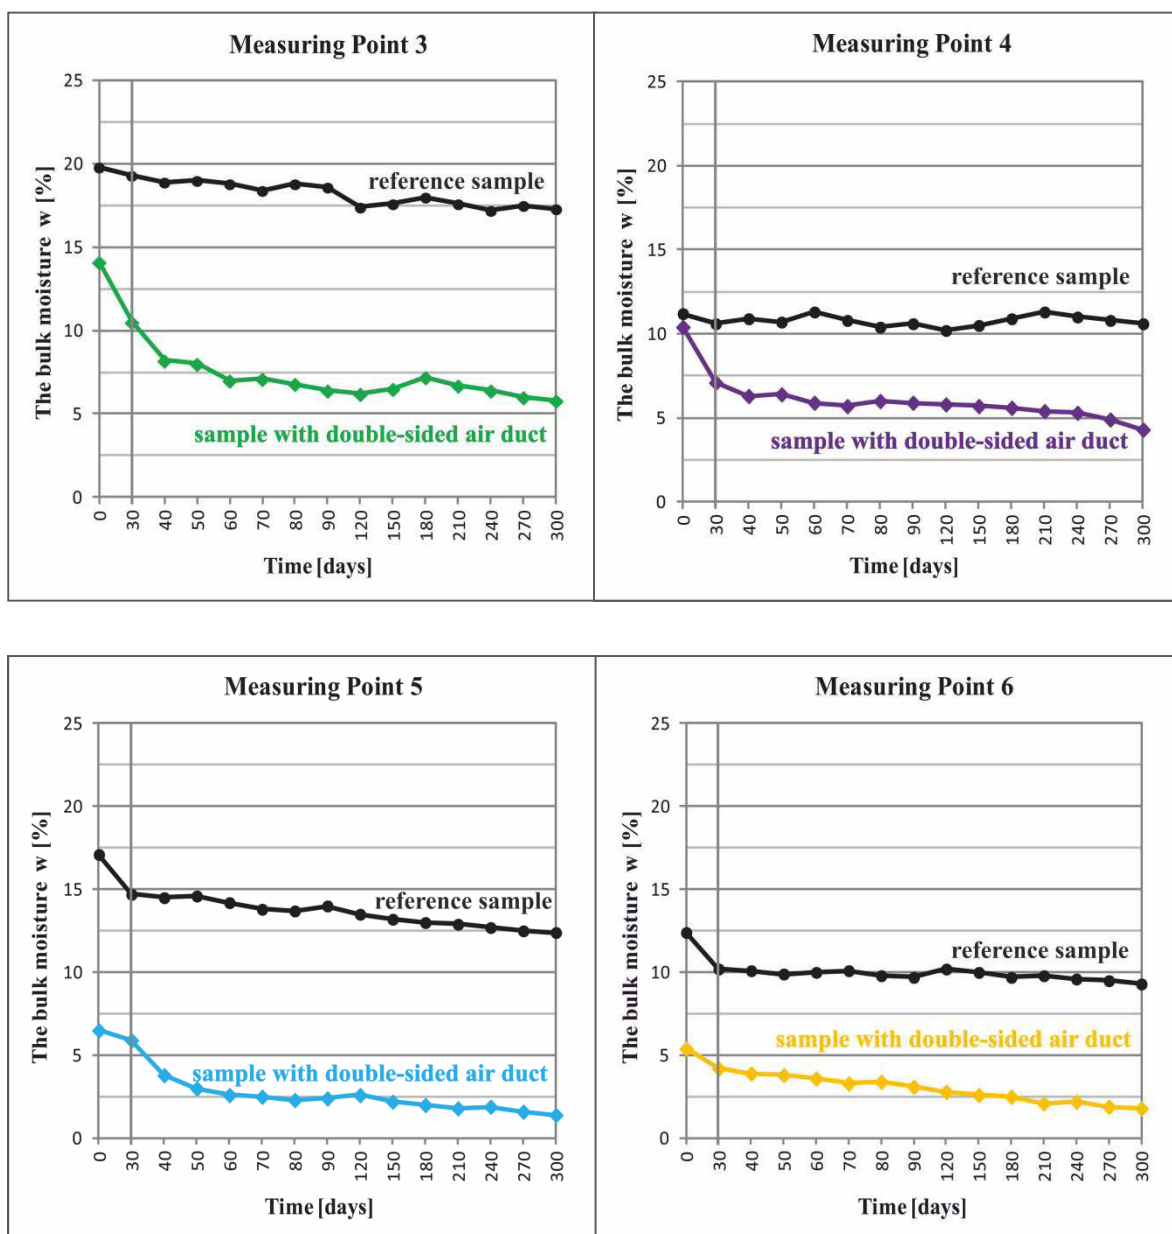 Measuring Point 3
The bulk moisture w [%]
25
20
15
10
5
0
reference sample
sample with double-sided air duct
0 30 40 50 60 70 80 90 120 150 180 210 240 270 300
Time [days]
Measuring Point 4
The bulk moisture w [%]
25
20
15
10
5
0
reference sample
sample with double-sided air duct
0 30 40 50 60 70 80 90 120 150 180 210 240 270 300
Time [days]
Measuring Point 5
The bulk moisture w [%]
25
20
15
10
5
0
reference sample
sample with double-sided air duct
0 30 40 50 60 70 80 90 120 150 180 210 240 270 300
Time [days]
Measuring Point 6
The bulk moisture w [%]
25
20
15
10
5
0
reference sample
sample with double-sided air duct
0 30 40 50 60 70 80 90 120 150 180 210 240 270 300
Time [days]